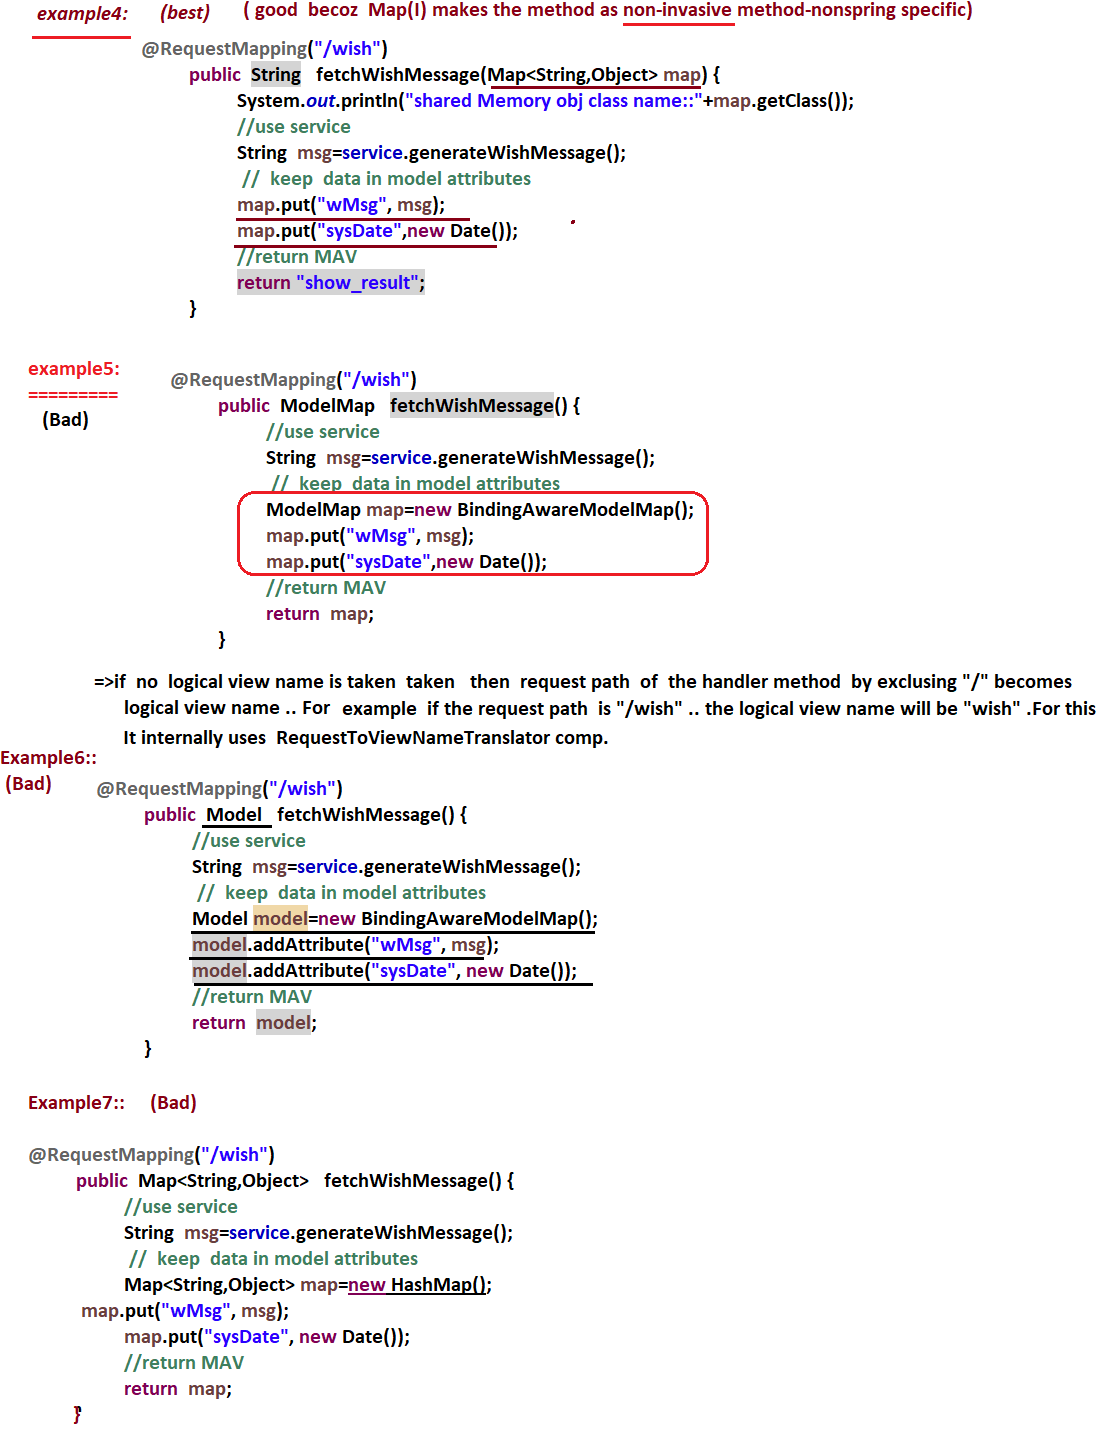 example4: (best) ( good becoz Map(I) makes the method as non-invasive method-nonspring specific)
@RequestMapping("/wish")
public String fetchWishMessage(Map<String,Object> map) {
System.out.println("shared Memory obj class name::"+map.getClass());
//use service
String msg=service.generateWishMessage();
// keep data in model attributes
map.put("wMsg", msg);
map.put("sysDate",new Date());
//return MAV
return "show_result";
}
example5:
=========
(Bad)
@RequestMapping("/wish")
public ModelMap fetchWishMessage() {
//use service
String msg=service.generateWishMessage();
// keep data in model attributes
ModelMap map=new BindingAwareModelMap();
map.put("wMsg", msg);
map.put("sysDate",new Date());
//return MAV
return map;
}
=>if no logical view name is taken taken then request path of the handler method by exclusing "/" becomes
logical view name .. For example if the request path is "/wish" .. the logical view name will be "wish" .For this
It internally uses RequestToViewNameTranslator comp.
Example6::
(Bad)
@RequestMapping("/wish")
public Model fetchWishMessage() {
//use service
String msg=service.generateWishMessage();
// keep data in model attributes
Model model=new BindingAwareModelMap();
model.addAttribute("wMsg", msg);
model.addAttribute("sysDate", new Date());
//return MAV
return model;
}
Example7:: (Bad)
@RequestMapping("/wish")
public Map<String,Object> fetchWishMessage() {
//use service
String msg=service.generateWishMessage();
// keep data in model attributes
Map<String,Object> map=new HashMap();
map.put("wMsg", msg);
map.put("sysDate", new Date());
//return MAV
return map;
}